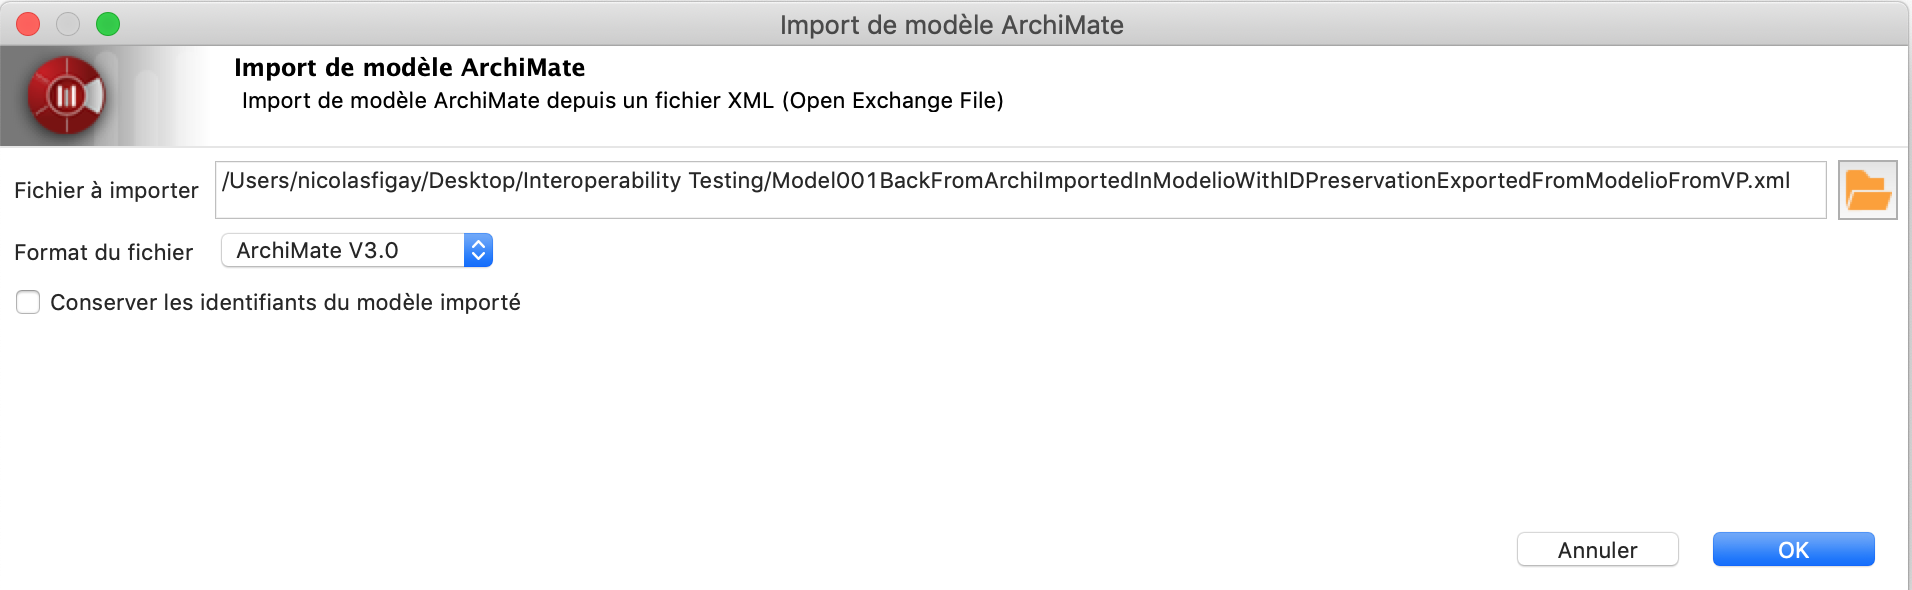 Import de modèle ArchiMate
Import de modèle ArchiMate
Import de modèle ArchiMate depuis un fichier XML (Open Exchange File)
Fichier à importer /Users/nicolasfigay/Desktop/Interoperability Testing/Model001BackFromArchiImportedInModelioWithIDPreservationExportedFromModelioFromVP.xml
Format du fichier ArchiMate V3.0
Conserver les identifiants du modèle importé
Annuler OK